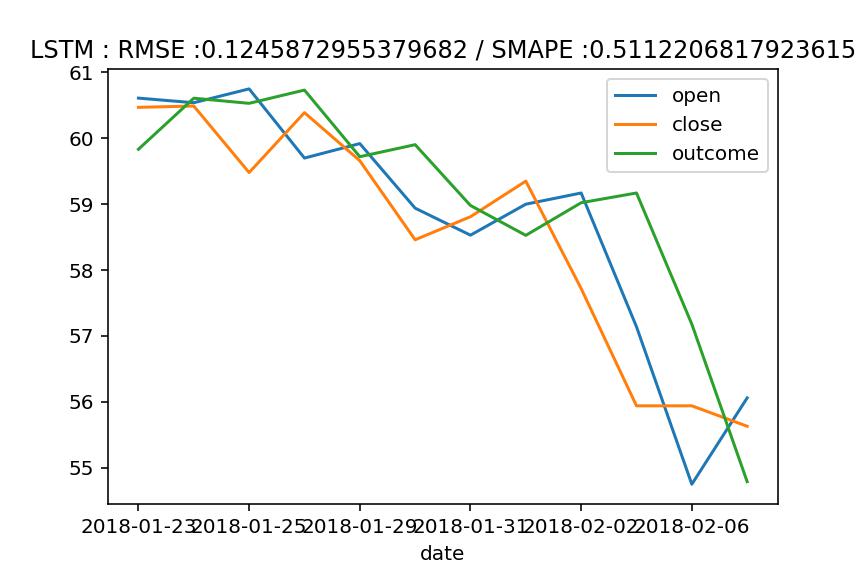 LSTM : RMSE :0.1245872955379682 / SMAPE :0.5112206817923615
61
60
59
58
57
56
55
open
close
outcome
2018-01-23 2018-01-25 2018-01-29 2018-01-31 2018-02-02 2018-02-06
date